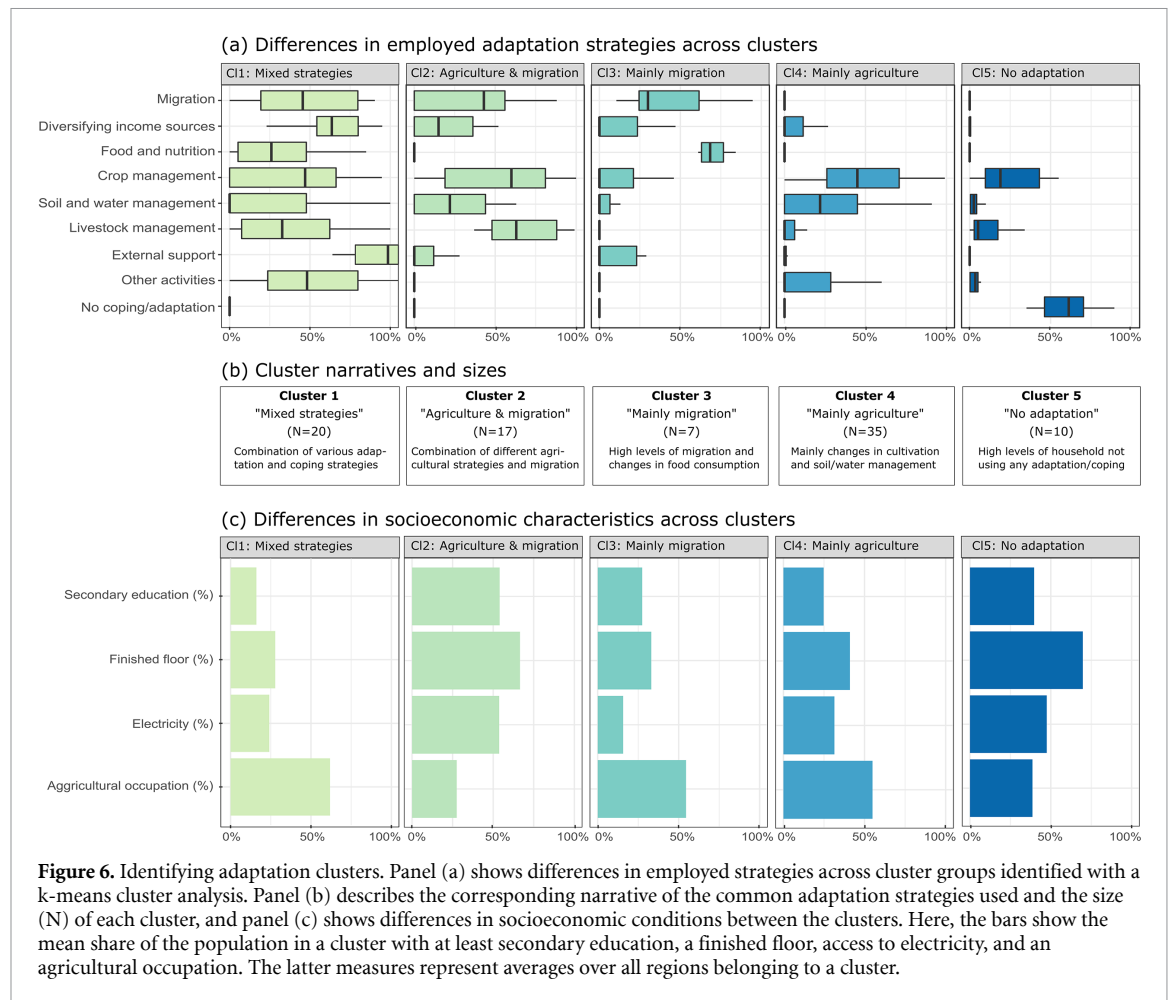 (a) Differences in employed adaptation strategies across clusters
Cl1: Mixed strategies
Cl2: Agriculture & migration
Cl3: Mainly migration
Cl4: Mainly agriculture
Cl5: No adaptation
Migration
Diversifying income sources
Food and nutrition
Crop management
Soil and water management
Livestock management
External support
Other activities
No coping/adaptation
0% 50% 100%
0% 50% 100%
0% 50% 100%
0% 50% 100%
0% 50% 100%
(b) Cluster narratives and sizes
Cluster 1
"Mixed strategies"
(N=20)
Combination of various adap-
tation and coping strategies
Cluster 2
"Agriculture & migration"
(N=17)
Combination of different agri-
cultural strategies and migration
Cluster 3
"Mainly migration"
(N=7)
High levels of migration and
changes in food consumption
Cluster 4
"Mainly agriculture"
(N=35)
Mainly changes in cultivation
and soil/water management
Cluster 5
"No adaptation"
(N=10)
High levels of household not
using any adaptation/coping
(c) Differences in socioeconomic characteristics across clusters
Cl1: Mixed strategies
Cl2: Agriculture & migration
Cl3: Mainly migration
Cl4: Mainly agriculture
Cl5: No adaptation
Secondary education (%)
Finished floor (%)
Electricity (%)
Aggricultural occupation (%)
0% 50% 100%
0% 50% 100%
0% 50% 100%
0% 50% 100%
0% 50% 100%
Figure 6. Identifying adaptation clusters. Panel (a) shows differences in employed strategies across cluster groups identified with a
k-means cluster analysis. Panel (b) describes the corresponding narrative of the common adaptation strategies used and the size
(N) of each cluster, and panel (c) shows differences in socioeconomic conditions between the clusters. Here, the bars show the
mean share of the population in a cluster with at least secondary education, a finished floor, access to electricity, and an
agricultural occupation. The latter measures represent averages over all regions belonging to a cluster.